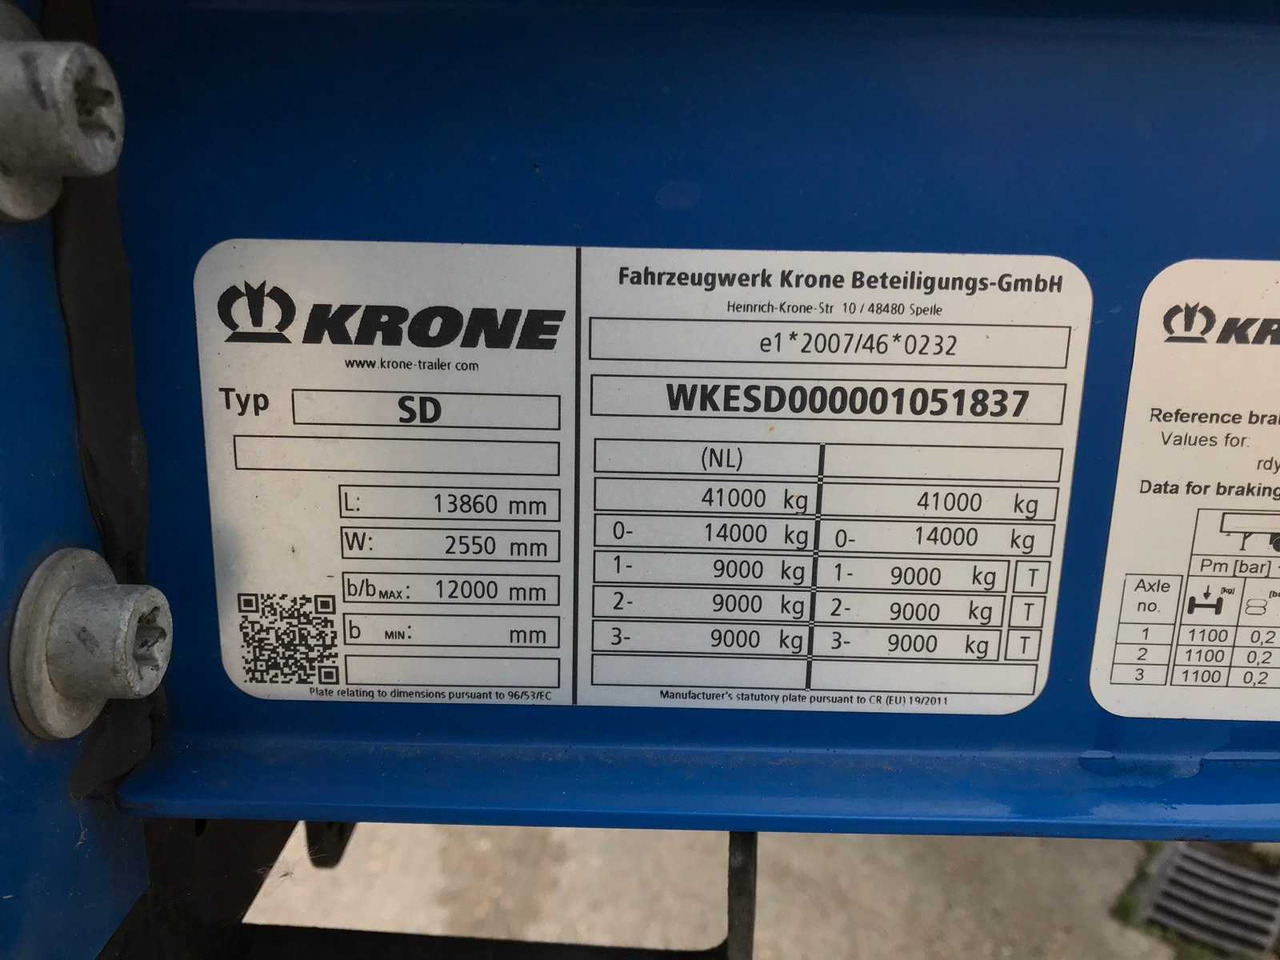 KRONE
www.krone-trailer.com
Typ SD
L: 13860 mm
W: 2550 mm
b/b MAX: 12000 mm
b MIN: mm
Plate relating to dimensions pursuant to 96/53/EC
Fahrzeugwerk Krone Beteiligungs-GmbH
Heinrich-Krone-Str 10 / 48480 Spelle
e1*2007/46*0232
WKESD000001051837
(NL)
41000 kg 41000 kg
0- 14000 kg 0- 14000 kg
1- 9000 kg 1- 9000 kg T
2- 9000 kg 2- 9000 kg T
3- 9000 kg 3- 9000 kg T
Manufacturer's statutory plate pursuant to CR (EU) 19/2011
KR
Reference bra
Values for:
rdy
Data for braking
Pm [bar]
Axle no. [kg]
1 1100 0,2
2 1100 0,2
3 1100 0,2